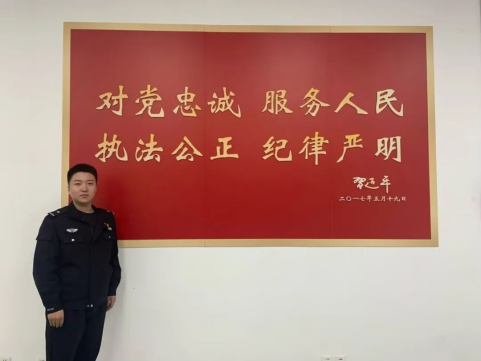 对党忠诚 服务人民
执法公正 纪律严明
二〇一七年五月十九日